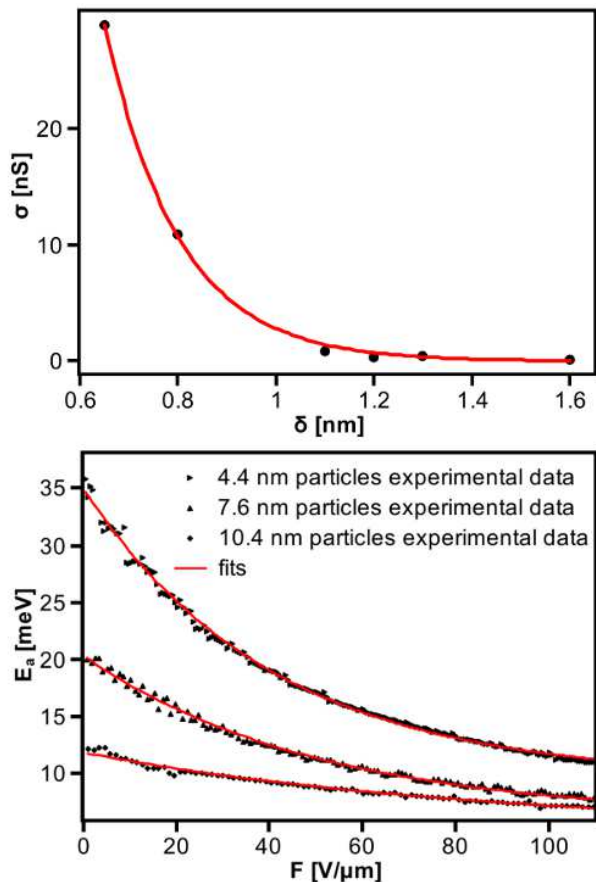 σ [nS]
20
10
0
0.6
0.8
1
1.2
1.4
1.6
δ [nm]
Eₐ [meV]
35
30
25
20
15
10
4.4 nm particles experimental data
7.6 nm particles experimental data
10.4 nm particles experimental data
fits
0
20
40
60
80
100
F [V/µm]